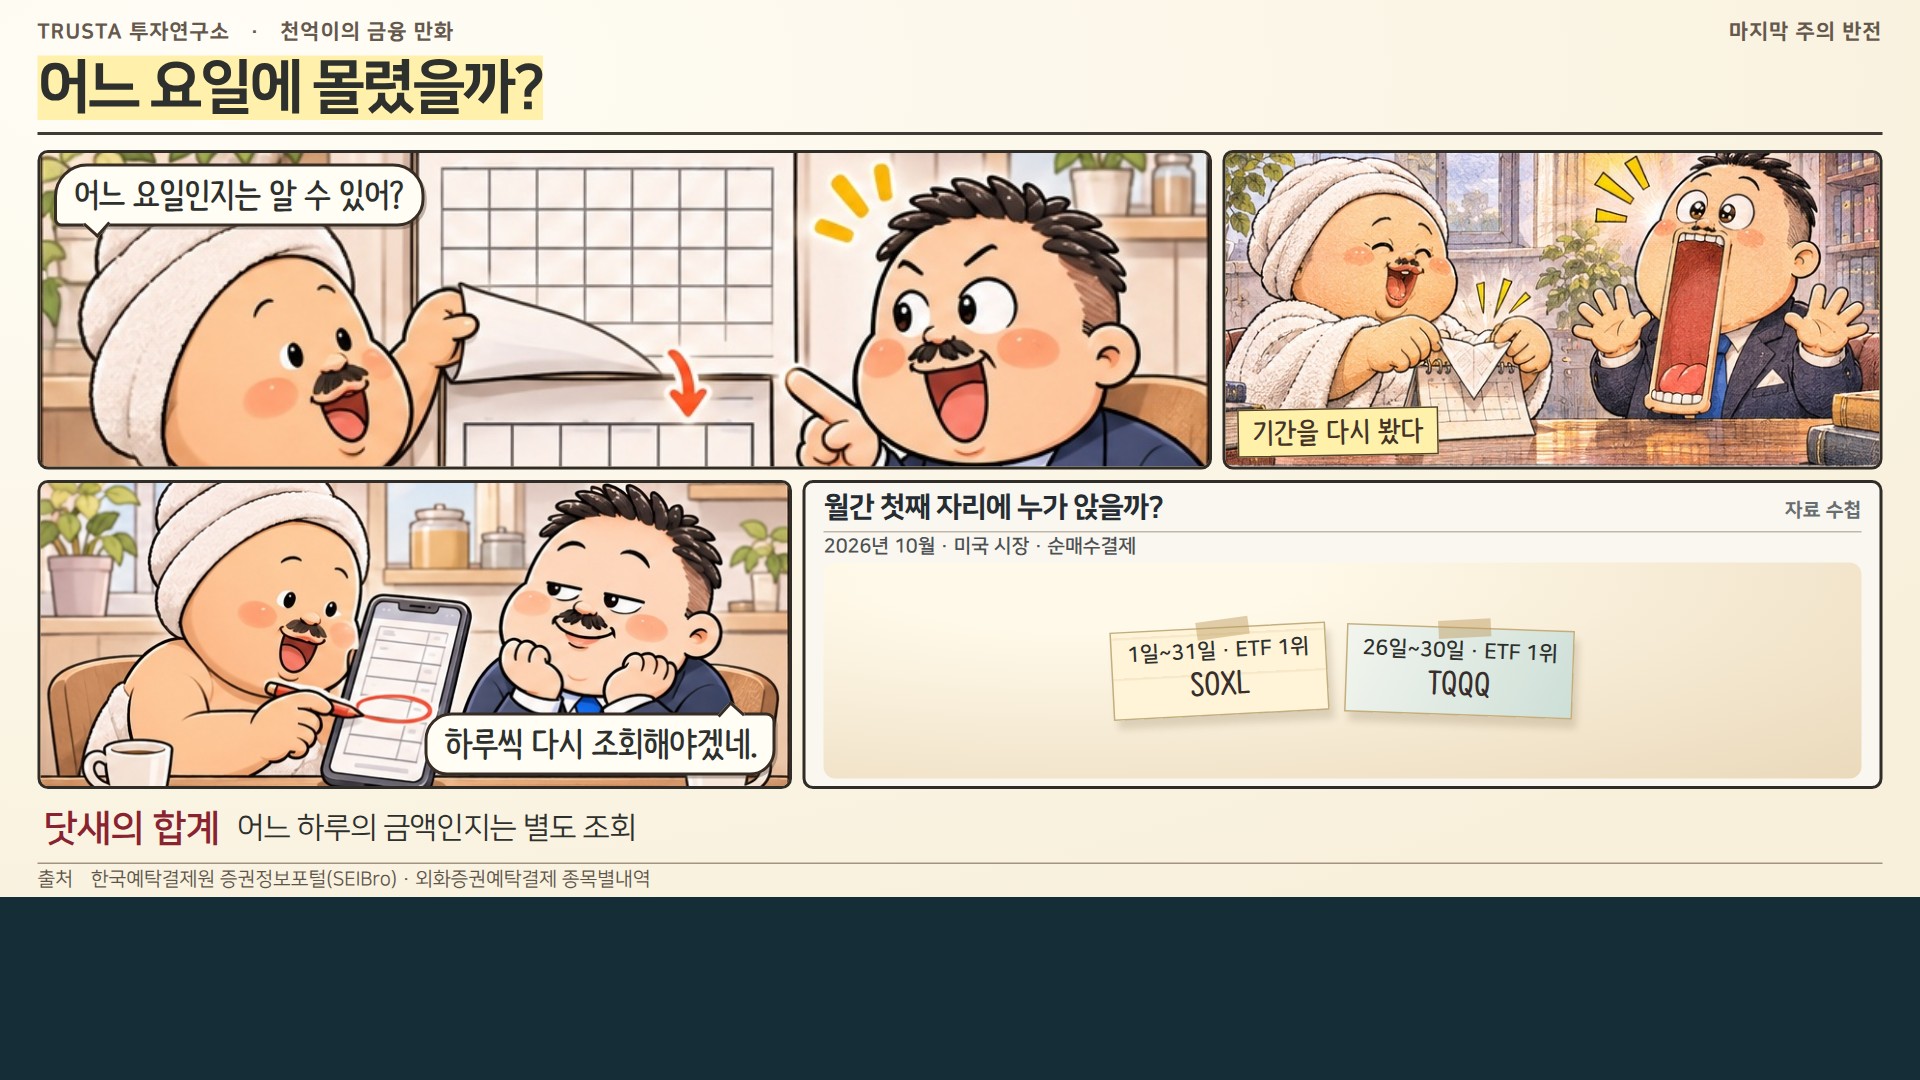 TRUSTA 투자연구소 · 천억이의 금융 만화
마지막 주의 반전
어느 요일에 몰렸을까?
어느 요일인지는 알 수 있어?
기간을 다시 봤다
하루씩 다시 조회해야겠네.
월간 첫째 자리에 누가 앉을까?
자료 수첩
2026년 10월 · 미국 시장 · 순매수결제
1일~31일 · ETF 1위
SOXL
26일~30일 · ETF 1위
TQQQ
닷새의 합계 어느 하루의 금액인지는 별도 조회
출처 한국예탁결제원 증권정보포털(SEIBro) · 외화증권예탁결제 종목별내역